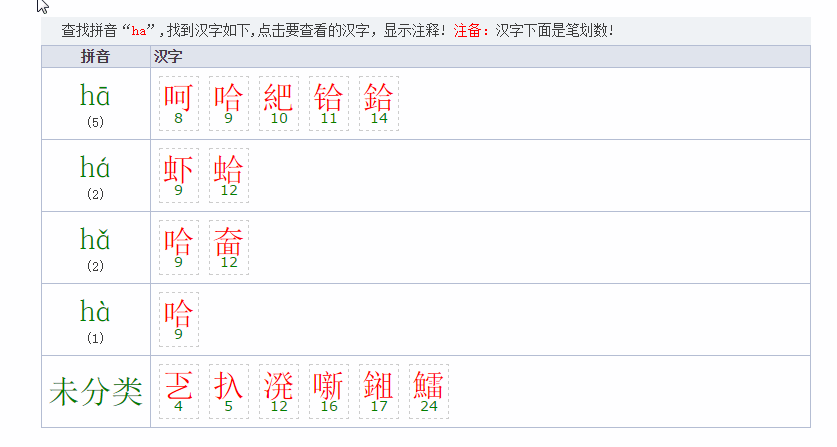 查找拼音“ha”,找到汉字如下,点击要查看的汉字，显示注释! 注备：汉字下面是笔划数!
拼音 汉字
hā 呵 哈 紦 铪 鉿
(5) 8 9 10 11 14
há 虾 蛤
(2) 9 12
hǎ 哈 奤
(2) 9 12
hà 哈
(1) 9
未分类 扖 溌 噺 鱩
4 5 12 16 17 24